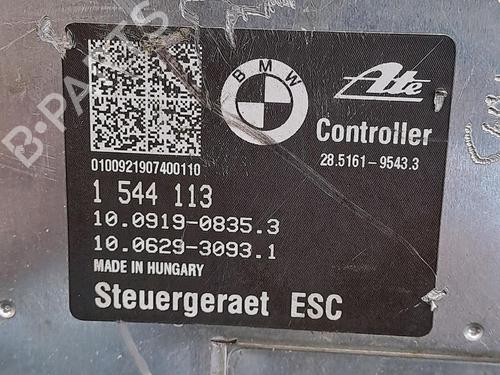 BMW
Ate
Controller
28.5161-9543.3
0100921907400110
1 544 113
10.0919-0835.3
10.0629-3093.1
MADE IN HUNGARY
Steuergeraet ESC
B-PARTS